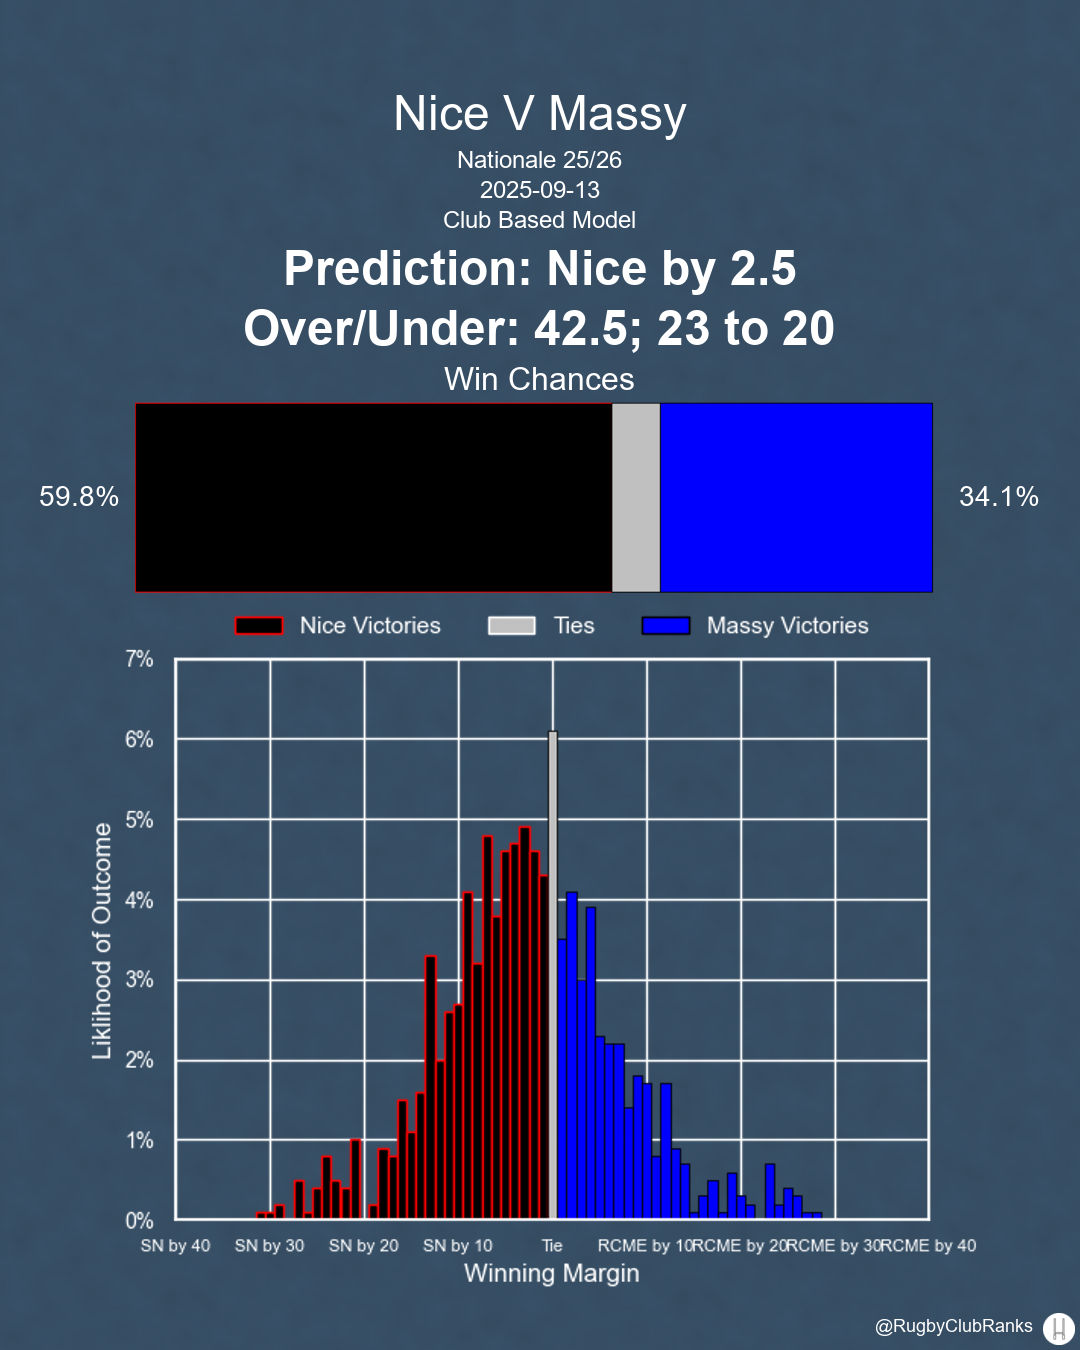 Nice V Massy
Nationale 25/26
2025-09-13
Club Based Model
Prediction: Nice by 2.5
Over/Under: 42.5; 23 to 20
Win Chances
59.8%
34.1%
Nice Victories
Ties
Massy Victories
7%
6%
5%
4%
3%
2%
1%
0%
Liklihood of Outcome
SN by 40
SN by 30
SN by 20
SN by 10
Tie
RCME by 10
RCME by 20
RCME by 30
RCME by 40
Winning Margin
@RugbyClubRanks